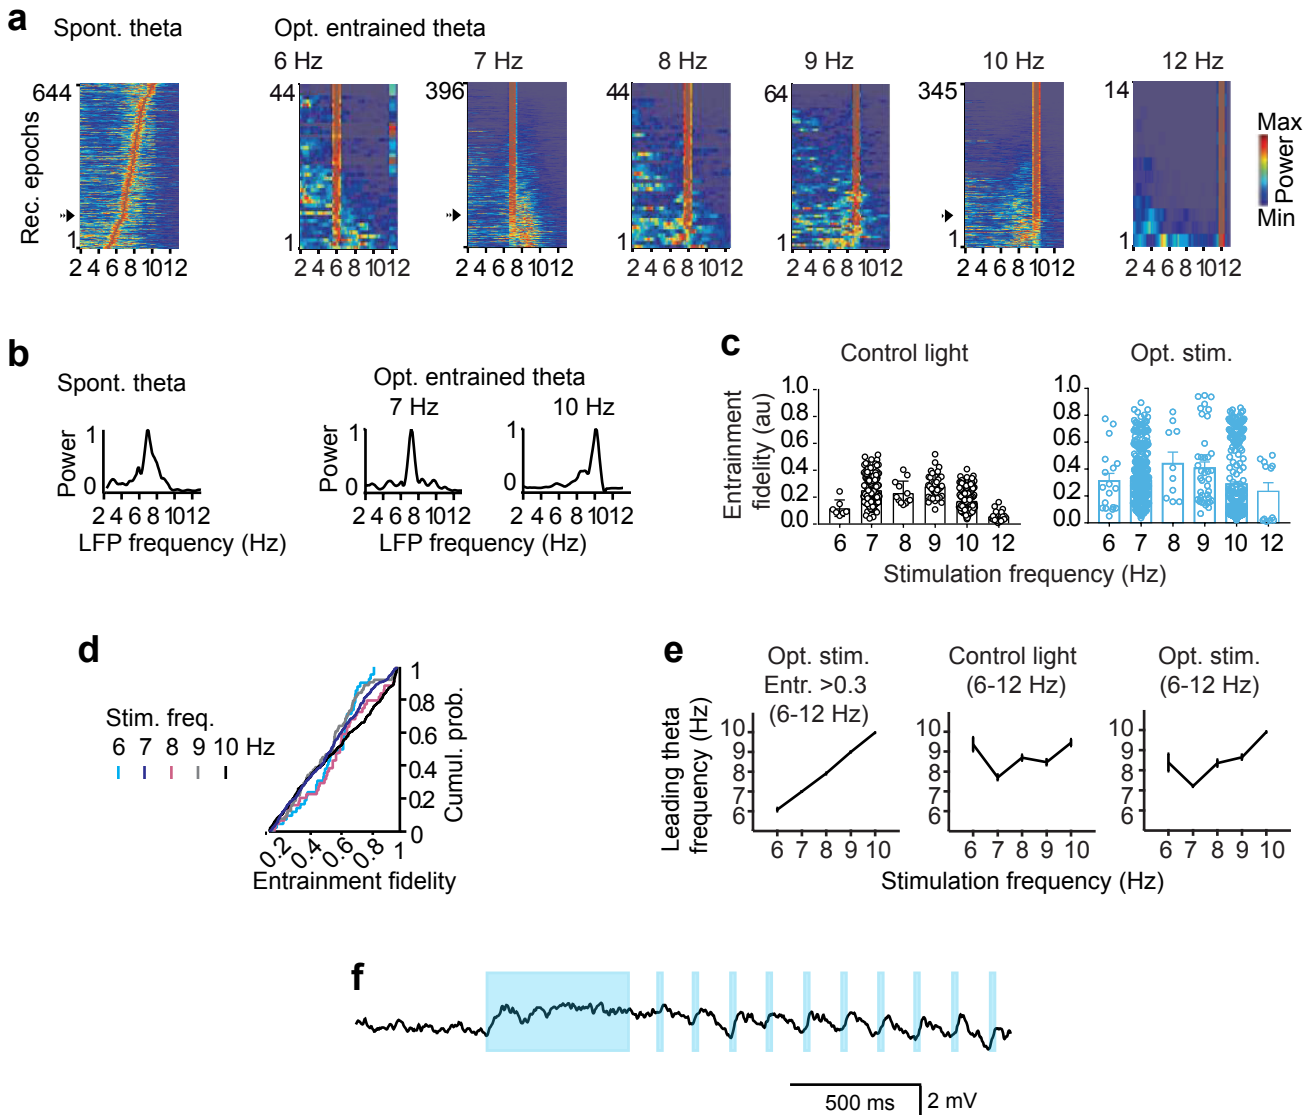 a
Spont. theta
Opt. entrained theta
6 Hz
7 Hz
8 Hz
9 Hz
10 Hz
12 Hz
Rec. epochs
644
1
2 4 6 8 1012
44
1
2 4 6 8 1012
396
1
2 4 6 8 1012
44
1
2 4 6 8 1012
64
1
2 4 6 8 1012
345
1
2 4 6 8 1012
14
1
2 4 6 8 1012
Max
Power
Min
b
Spont. theta
Opt. entrained theta
7 Hz
10 Hz
Power
1
0
2 4 6 8 1012
LFP frequency (Hz)
Power
1
0
2 4 6 8 1012
1
0
2 4 6 8 1012
LFP frequency (Hz)
c
Control light
Opt. stim.
Entrainment
fidelity (au)
1.0
0.8
0.6
0.4
0.2
0.0
6 7 8 9 10 12
1.0
0.8
0.6
0.4
0.2
0.0
6 7 8 9 10 12
Stimulation frequency (Hz)
d
Stim. freq.
6 7 8 9 10 Hz
1
0.8
0.6
0.4
02
0
Cumul. prob.
0.2 0.4 0.6 0.8 1
Entrainment fidelity
e
Opt. stim.
Entr. >0.3
(6-12 Hz)
Control light
(6-12 Hz)
Opt. stim.
(6-12 Hz)
Leading theta
frequency (Hz)
10
9
8
7
6
6 7 8 9 10
10
9
8
7
6
6 7 8 9 10
10
9
8
7
6
6 7 8 9 10
Stimulation frequency (Hz)
f
500 ms
2 mV